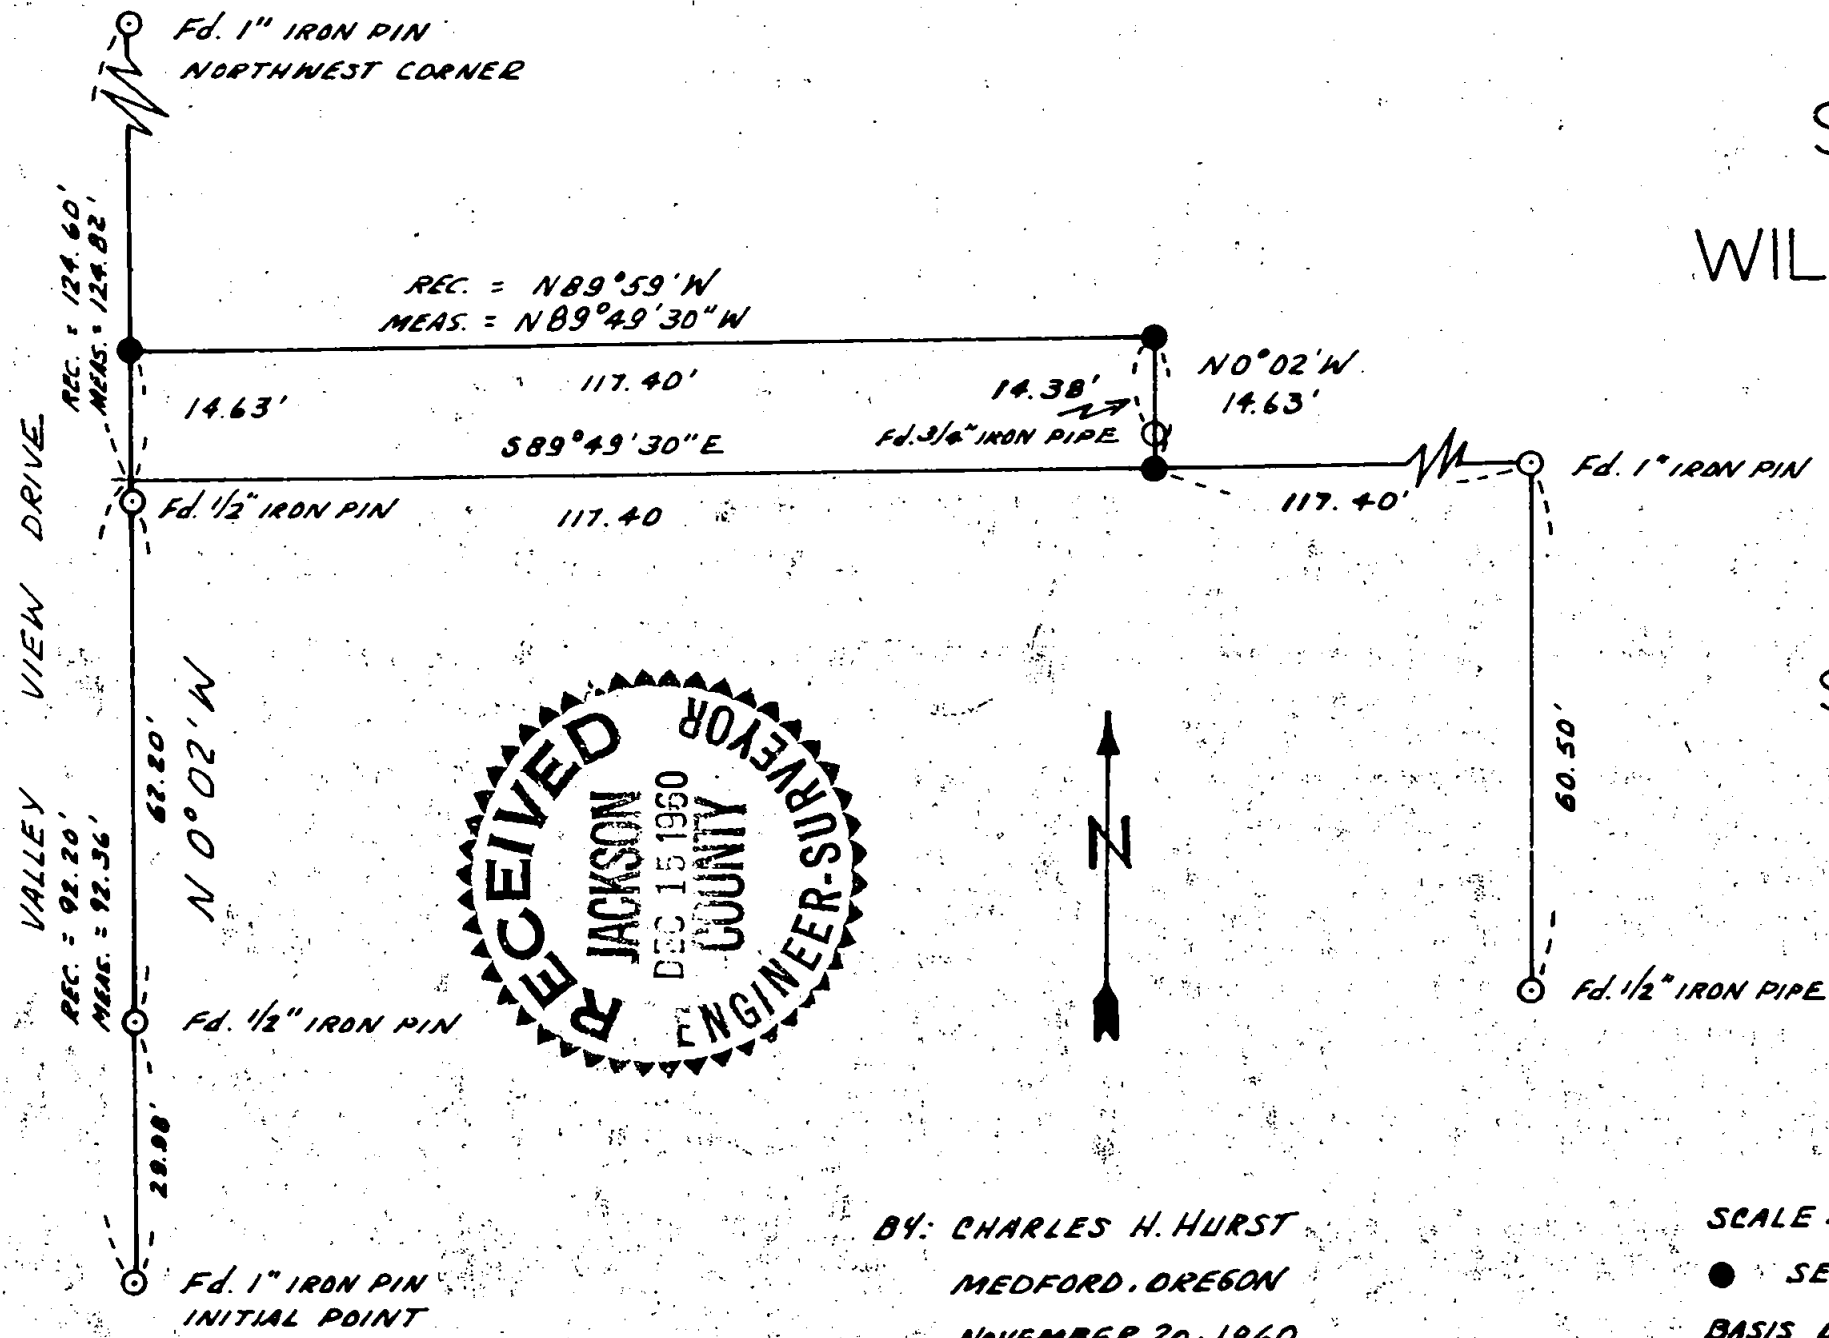 Fd. 1" IRON PIN
NORTHWEST CORNER
REC. = 124.60'
MEAS. = 124.82'
WIL
REC. = N89°59'W
MEAS. = N89°49'30"W
117.40'
14.63'
14.38'
N0°02'W
14.63'
Fd. 3/4" IRON PIPE
S89°49'30"E
Fd. 1" IRON PIN
Fd. 1/2" IRON PIN
117.40
117.40'
VALLEY VIEW DRIVE
62.20'
N 0°02'W
REC. = 92.20'
MEAS. = 92.36'
RECEIVED
JACKSON
DEC 15 1960
COUNTY
ENGINEER-SURVEYOR
N
60.50'
Fd. 1/2" IRON PIPE
Fd. 1/2" IRON PIN
29.98'
Fd. 1" IRON PIN
INITIAL POINT
BY: CHARLES H. HURST
MEDFORD, OREGON
NOVEMBER 20, 1960
SCALE
SE
BASIS